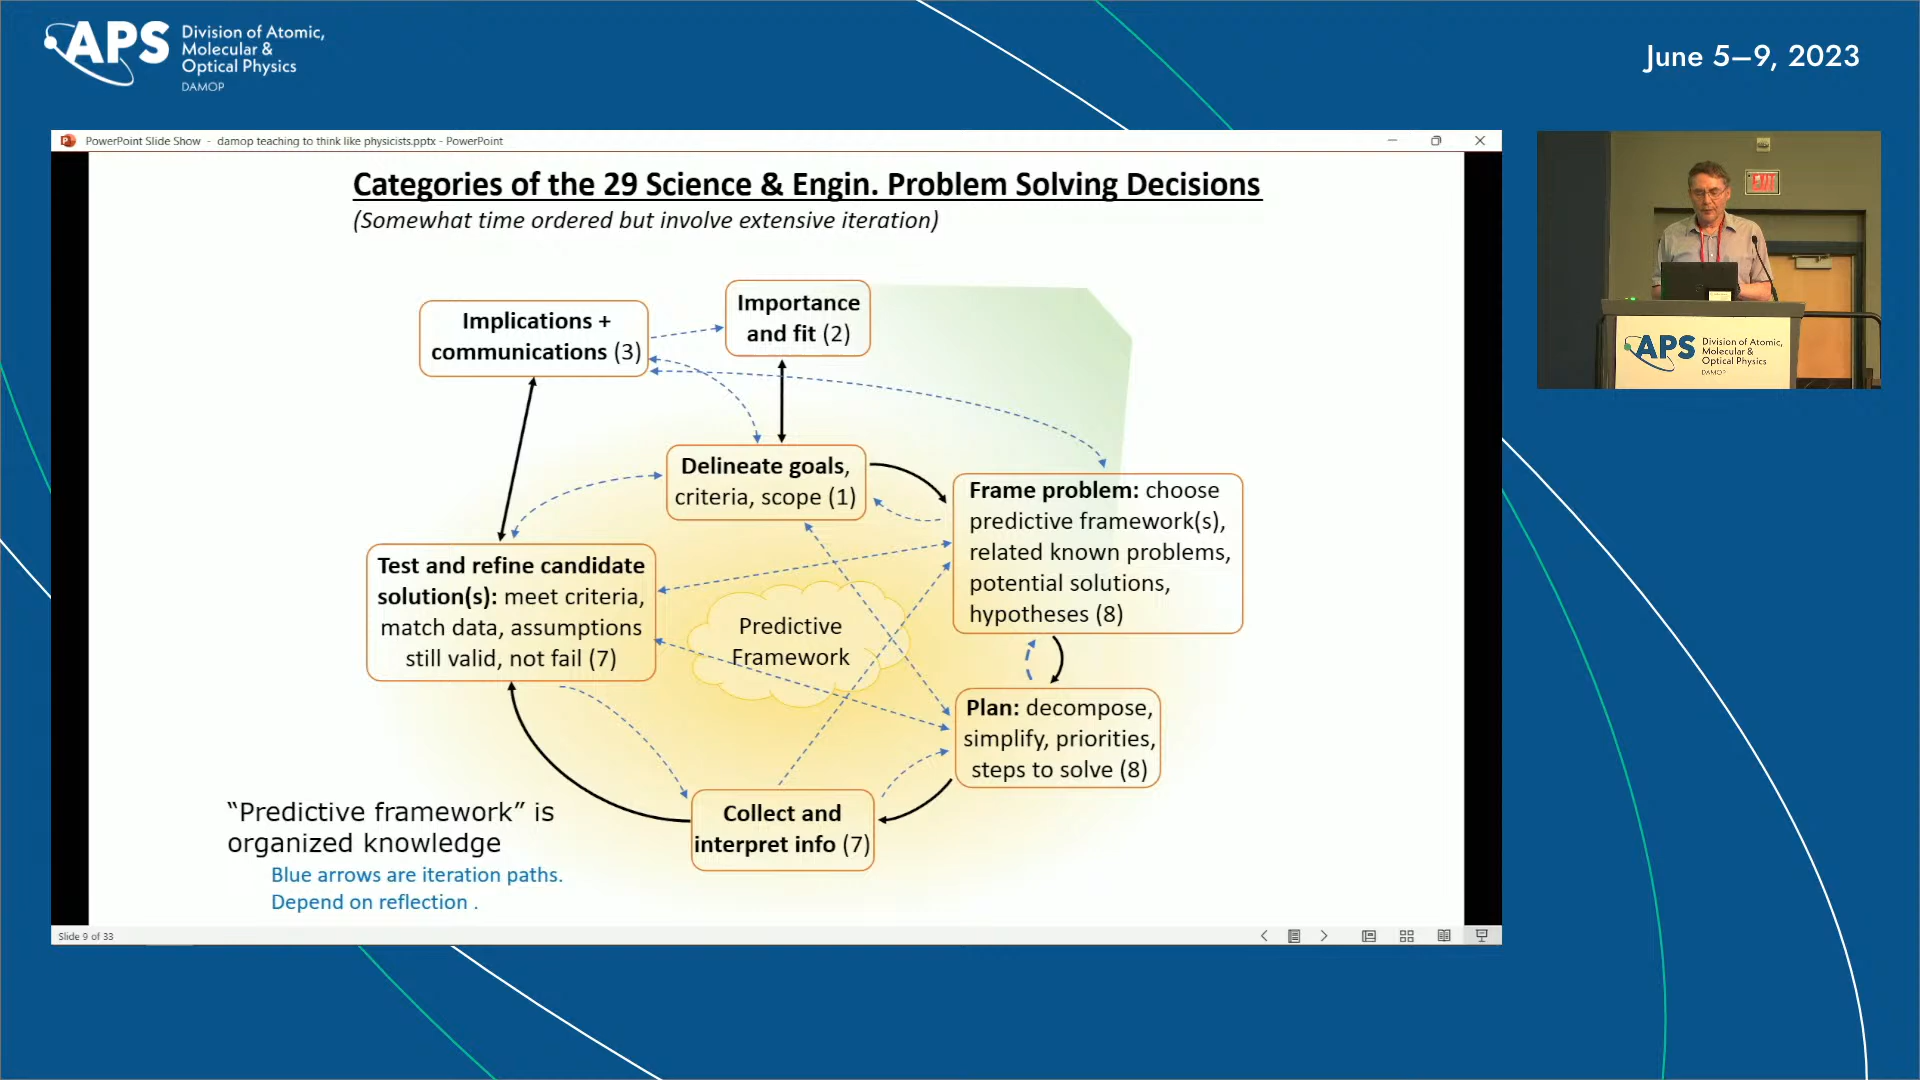 APS
Division of Atomic,
Molecular &
Optical Physics
DAMOP
June 5–9, 2023
PowerPoint Slide Show - damop teaching to think like physicists.pptx - PowerPoint
Categories of the 29 Science & Engin. Problem Solving Decisions
(Somewhat time ordered but involve extensive iteration)
Implications +
communications (3)
Importance
and fit (2)
Delineate goals,
criteria, scope (1)
Frame problem: choose
predictive framework(s),
related known problems,
potential solutions,
hypotheses (8)
Test and refine candidate
solution(s): meet criteria,
match data, assumptions
still valid, not fail (7)
Predictive
Framework
Plan: decompose,
simplify, priorities,
steps to solve (8)
Collect and
interpret info (7)
“Predictive framework” is
organized knowledge
Blue arrows are iteration paths.
Depend on reflection .
Slide 9 of 33
EXIT
APS
Division of Atomic,
Molecular &
Optical Physics
DAMOP